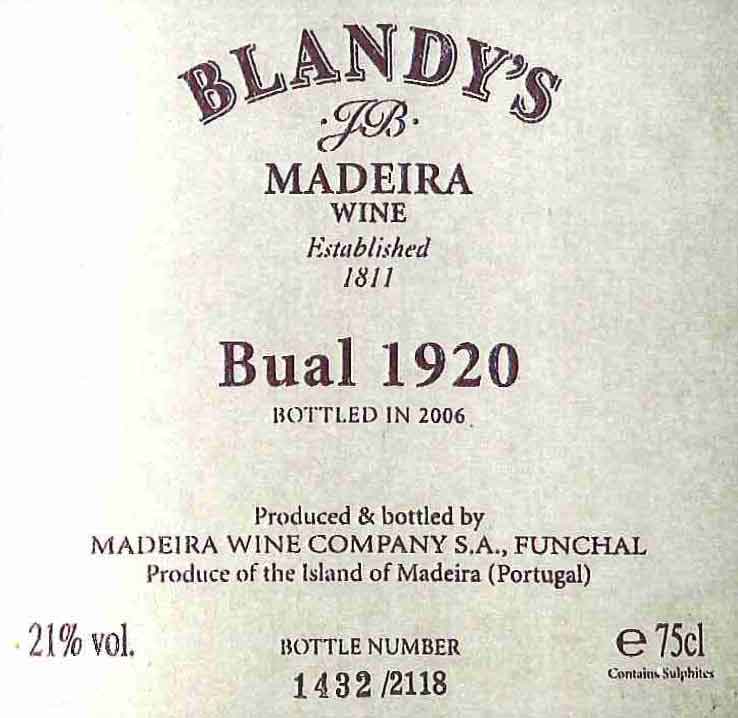 BLANDY'S
·JB·
MADEIRA
WINE
Established
1811
Bual 1920
BOTTLED IN 2006
Produced & bottled by
MADEIRA WINE COMPANY S.A., FUNCHAL
Produce of the Island of Madeira (Portugal)
21% vol.
BOTTLE NUMBER
1432 /2118
e 75cl
Contains Sulphites